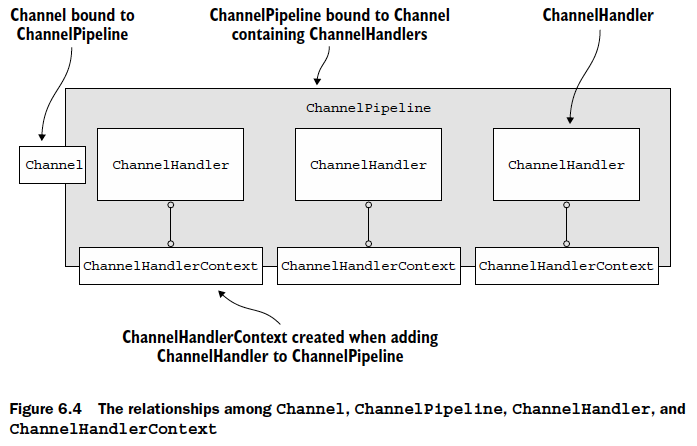 Channel bound to
ChannelPipeline
ChannelPipeline bound to Channel
containing ChannelHandlers
ChannelHandler
ChannelPipeline
Channel
ChannelHandler
ChannelHandler
ChannelHandler
ChannelHandlerContext
ChannelHandlerContext
ChannelHandlerContext
ChannelHandlerContext created when adding
ChannelHandler to ChannelPipeline
Figure 6.4 The relationships among Channel, ChannelPipeline, ChannelHandler, and
ChannelHandlerContext